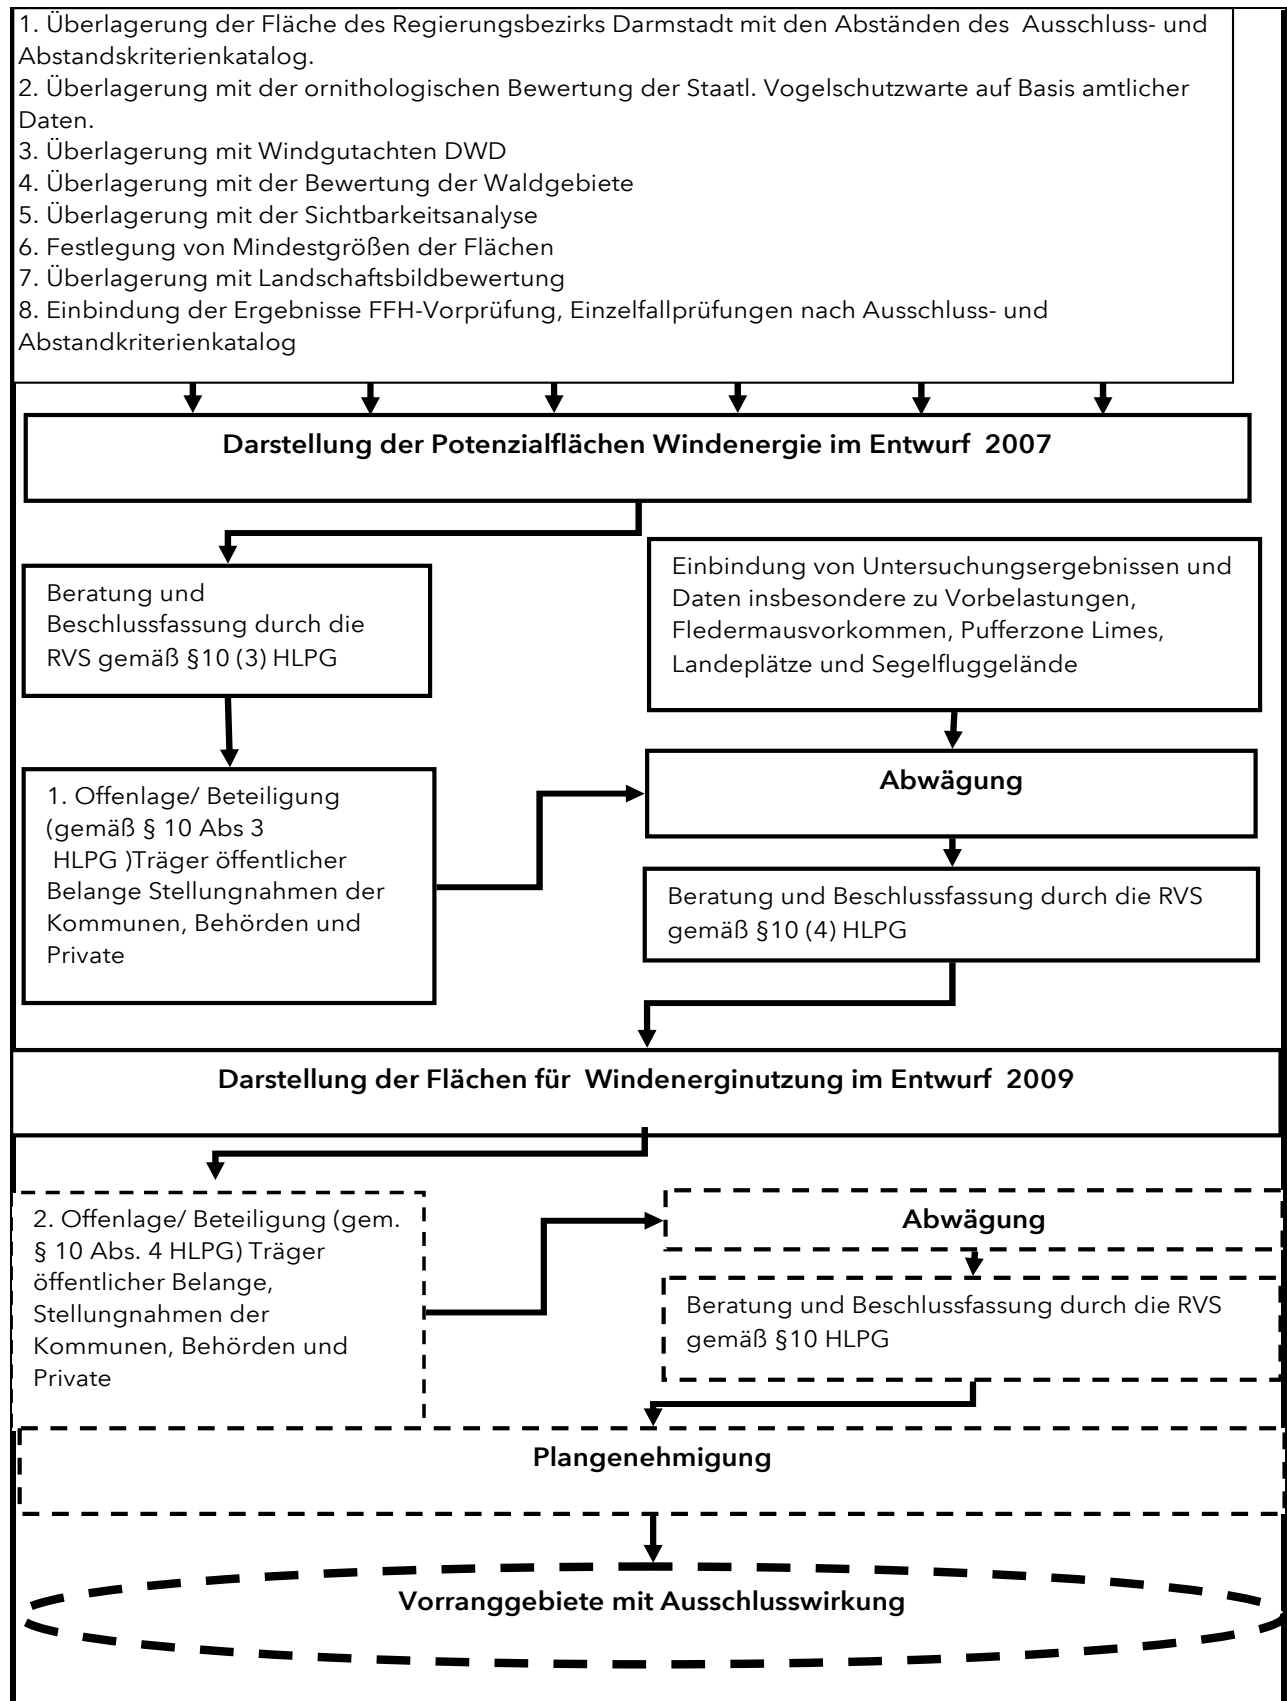 1. Überlagerung der Fläche des Regierungsbezirks Darmstadt mit den Abständen des Ausschluss- und
Abstandskriterienkatalog.
2. Überlagerung mit der ornithologischen Bewertung der Staatl. Vogelschutzwarte auf Basis amtlicher
Daten.
3. Überlagerung mit Windgutachten DWD
4. Überlagerung mit der Bewertung der Waldgebiete
5. Überlagerung mit der Sichtbarkeitsanalyse
6. Festlegung von Mindestgrößen der Flächen
7. Überlagerung mit Landschaftsbildbewertung
8. Einbindung der Ergebnisse FFH-Vorprüfung, Einzelfallprüfungen nach Ausschluss- und
Abstandkriterienkatalog
Darstellung der Potenzialflächen Windenergie im Entwurf 2007
Beratung und
Beschlussfassung durch die
RVS gemäß §10 (3) HLPG
Einbindung von Untersuchungsergebnissen und
Daten insbesondere zu Vorbelastungen,
Fledermausvorkommen, Pufferzone Limes,
Landeplätze und Segelfluggelände
1. Offenlage/ Beteiligung
(gemäß § 10 Abs 3
HLPG )Träger öffentlicher
Belange Stellungnahmen der
Kommunen, Behörden und
Private
Abwägung
Beratung und Beschlussfassung durch die RVS
gemäß §10 (4) HLPG
Darstellung der Flächen für Windenerginutzung im Entwurf 2009
2. Offenlage/ Beteiligung (gem.
§ 10 Abs. 4 HLPG) Träger
öffentlicher Belange,
Stellungnahmen der
Kommunen, Behörden und
Private
Abwägung
Beratung und Beschlussfassung durch die RVS
gemäß §10 HLPG
Plangenehmigung
Vorranggebiete mit Ausschlusswirkung